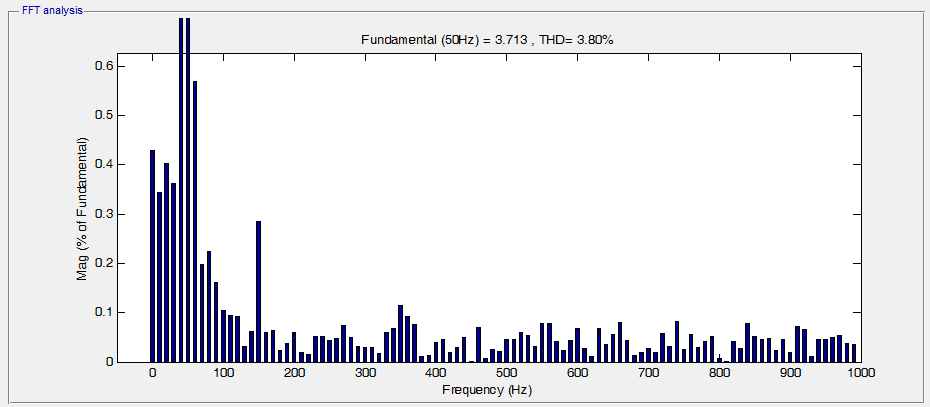 FFT analysis
Fundamental (50Hz) = 3.713 , THD= 3.80%
Mag (% of Fundamental)
0.6
0.5
0.4
0.3
0.2
0.1
0
0 100 200 300 400 500 600 700 800 900 1000
Frequency (Hz)